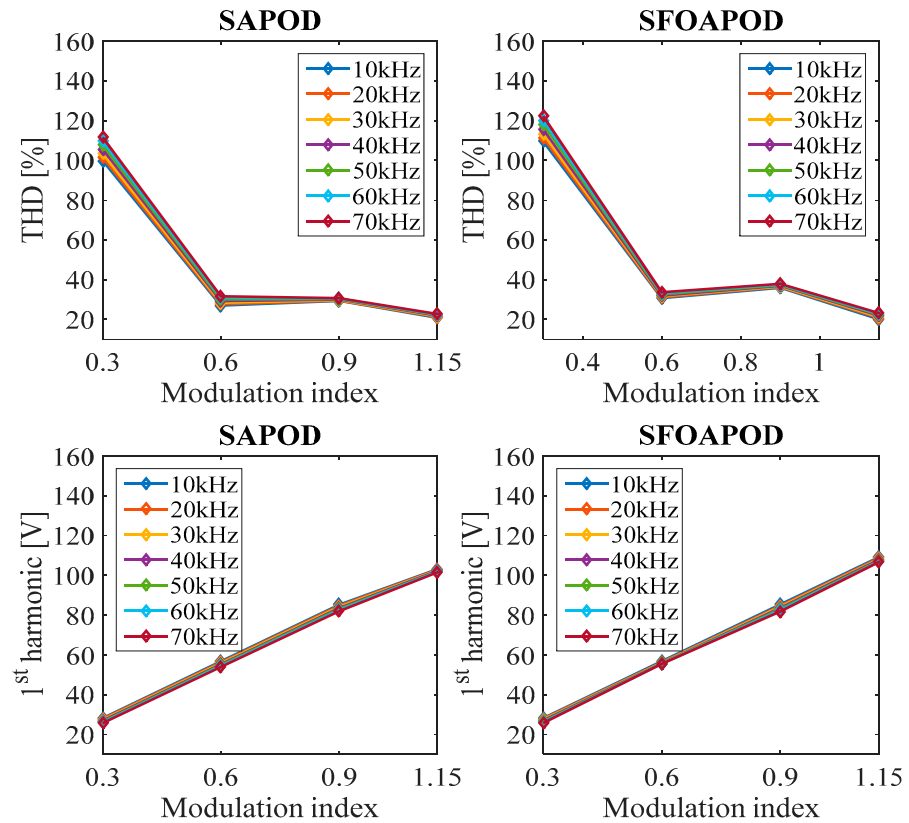 SAPOD
160
140
120
100
80
60
40
20
THD [%]
10kHz
20kHz
30kHz
40kHz
50kHz
60kHz
70kHz
0.3
0.6
0.9
1.15
Modulation index
SFOAPOD
160
140
120
100
80
60
40
20
THD [%]
10kHz
20kHz
30kHz
40kHz
50kHz
60kHz
70kHz
0.4
0.6
0.8
1
Modulation index
SAPOD
160
140
120
100
80
60
40
20
1st harmonic [V]
10kHz
20kHz
30kHz
40kHz
50kHz
60kHz
70kHz
0.3
0.6
0.9
1.15
Modulation index
SFOAPOD
160
140
120
100
80
60
40
20
1st harmonic [V]
10kHz
20kHz
30kHz
40kHz
50kHz
60kHz
70kHz
0.3
0.6
0.9
1.15
Modulation index